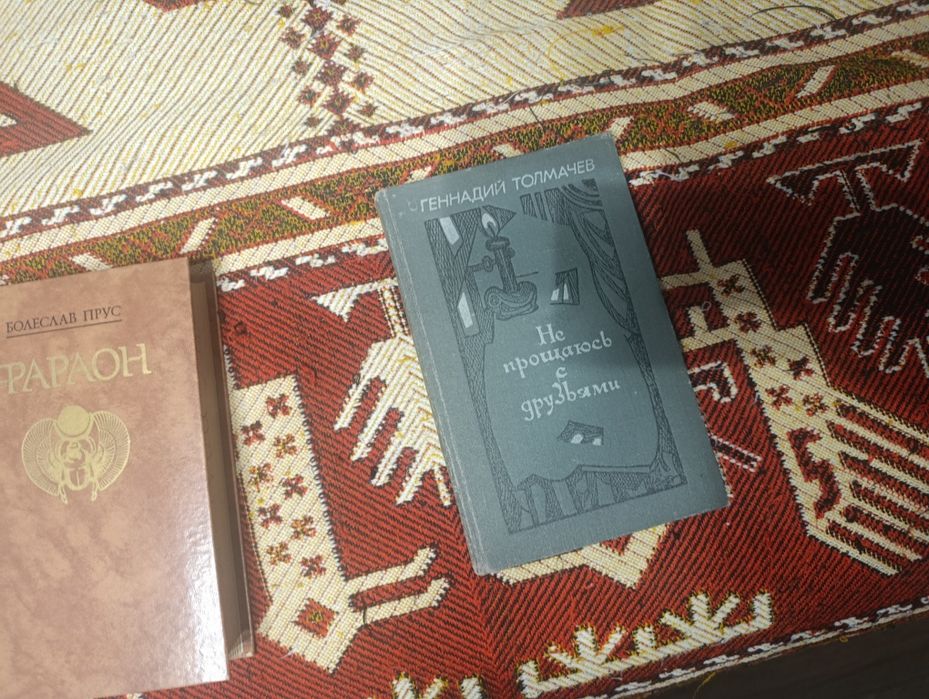 БОЛЕСЛАВ ПРУС
ФАРАОН
ГЕННАДИЙ ТОЛМАЧЕВ
Не
прощаюсь
с
друзьями